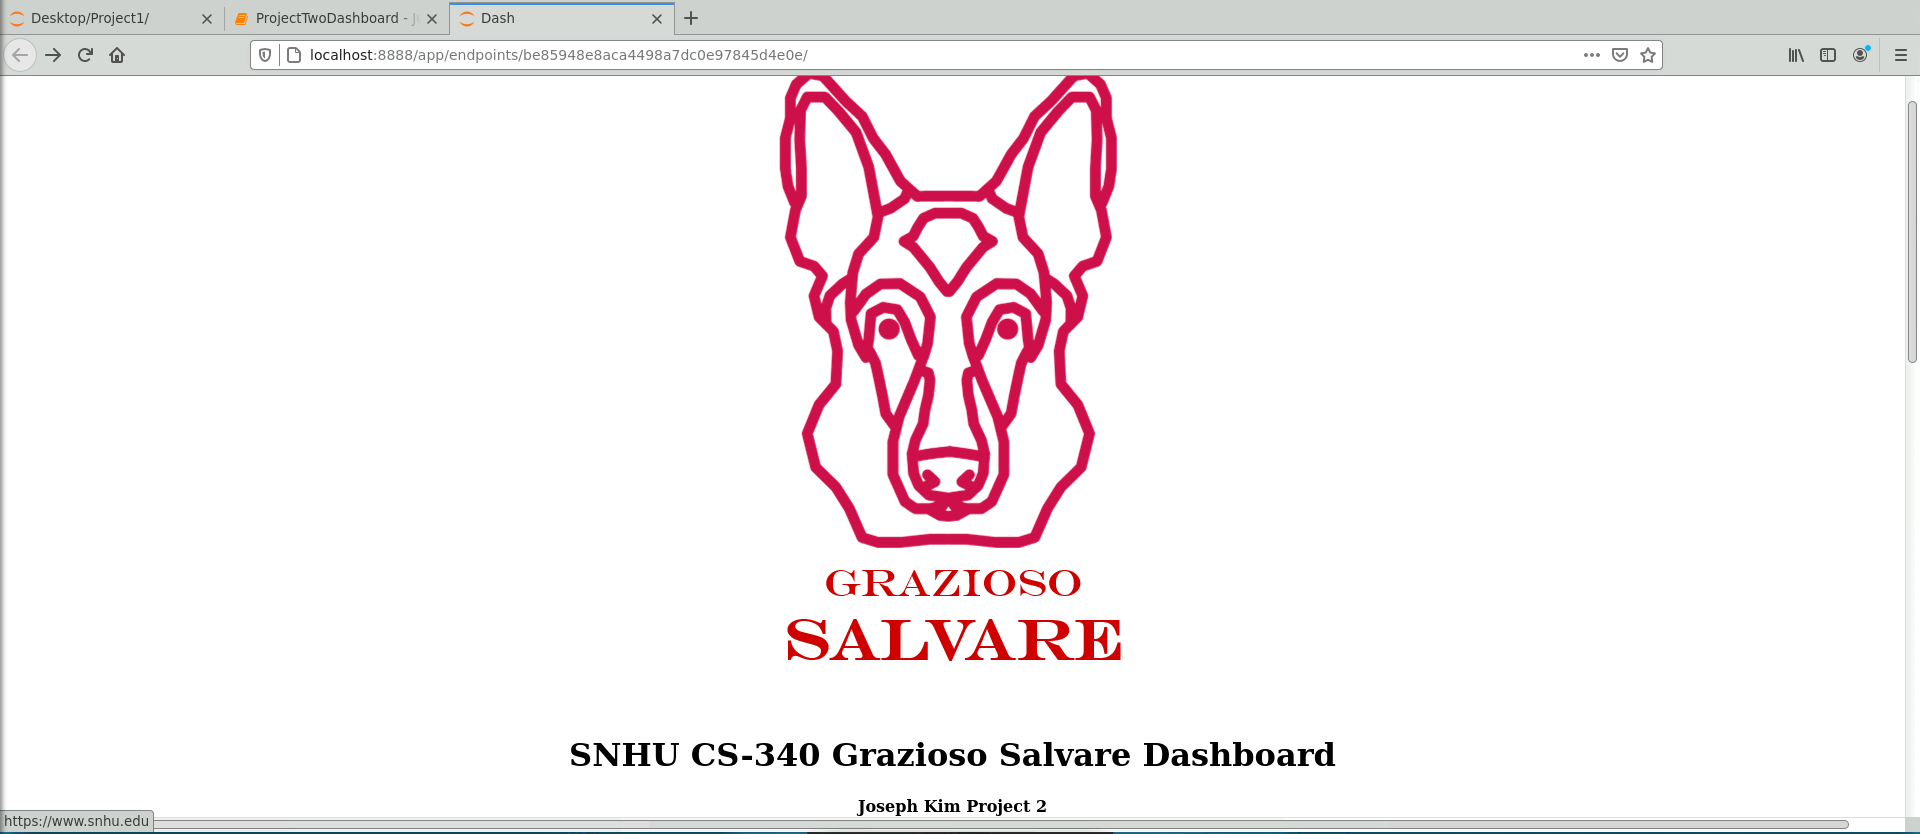 Desktop/Project1/
ProjectTwoDashboard -
Dash
localhost:8888/app/endpoints/be85948e8aca4498a7dc0e97845d4e0e/
GRAZIOSO
SALVARE
SNHU CS-340 Grazioso Salvare Dashboard
Joseph Kim Project 2
https://www.snhu.edu